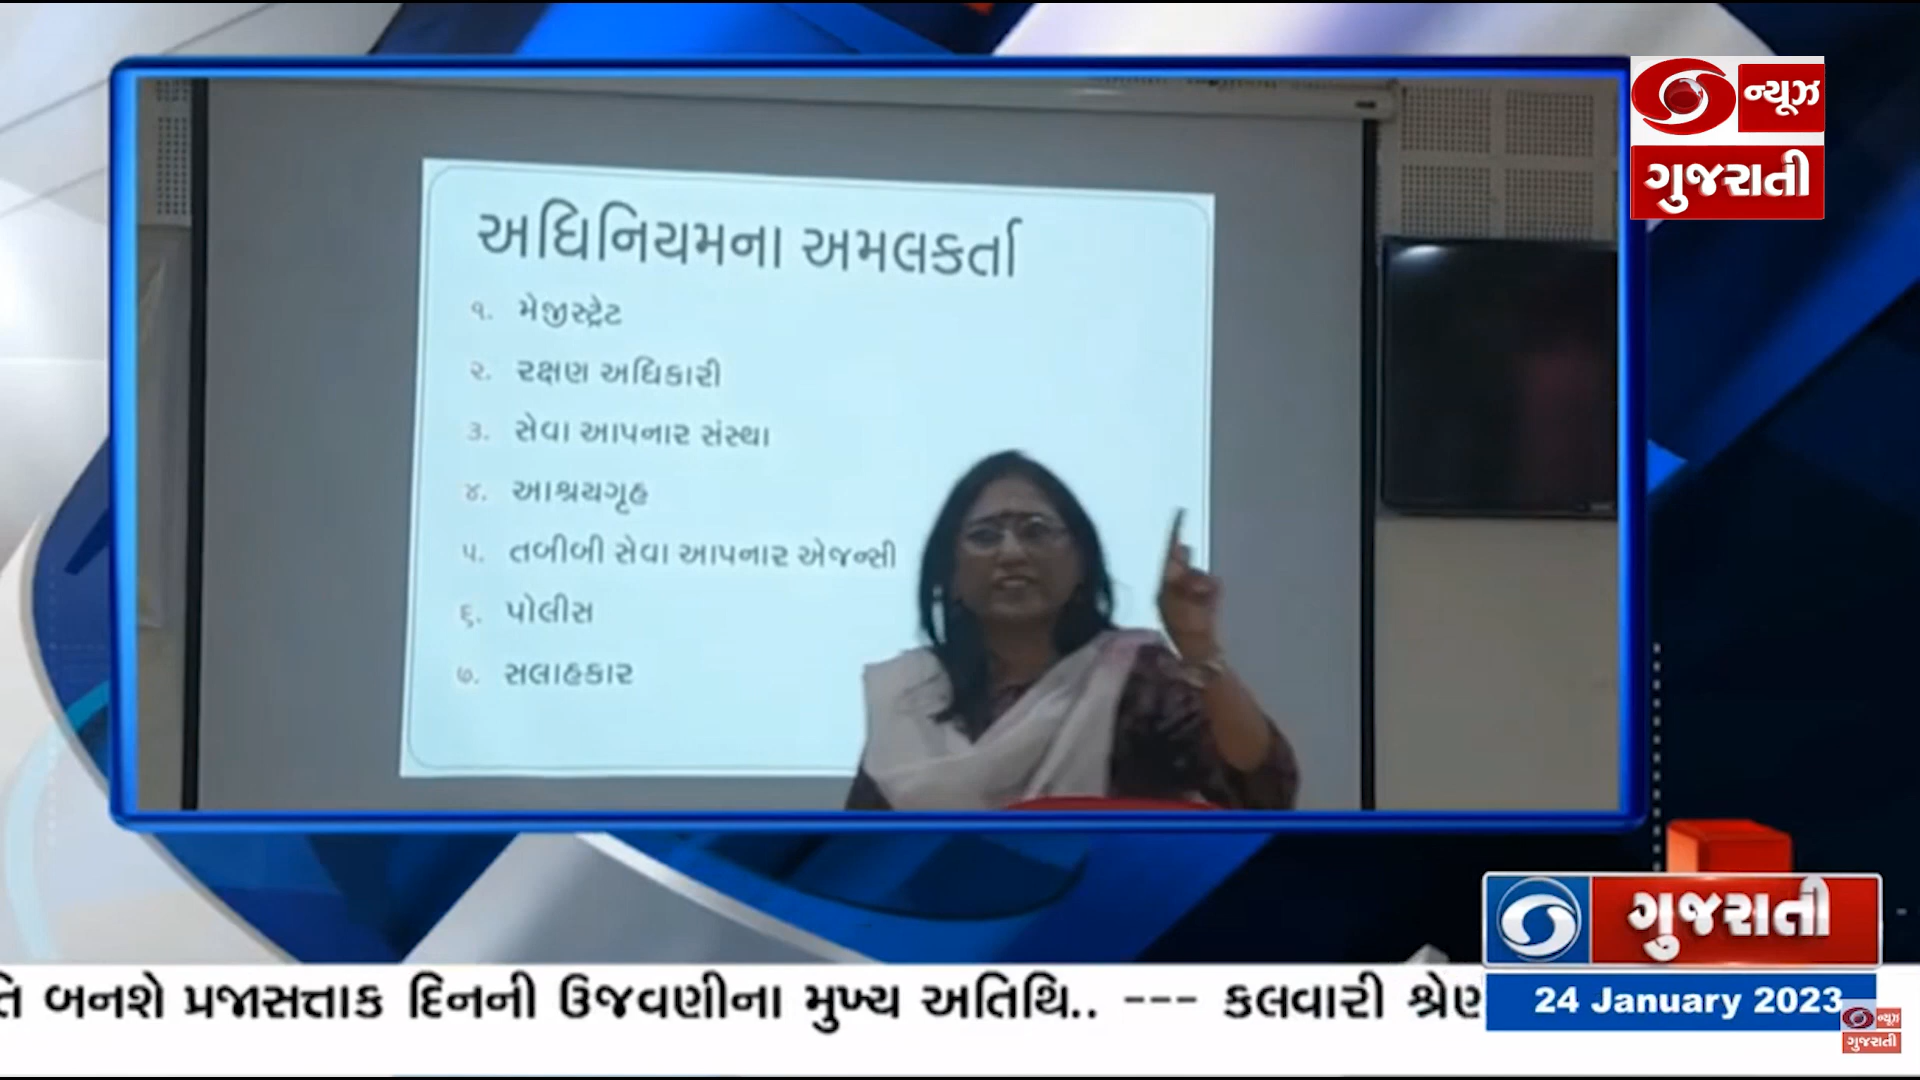 ન્યૂઝ
ગુજરાતી
અધિનિયમના અમલકર્તા
૧. મેજીસ્ટ્રેટ
૨. રક્ષણ અધિકારી
૩. સેવા આપનાર સંસ્થા
૪. આશ્રયગૃહ
૫. તબીબી સેવા આપનાર એજન્સી
૬. પોલીસ
૭. સલાહકાર
ગુજરાતી
બનશે પ્રજાસત્તાક દિનની ઉજવણીના મુખ્ય અતિથિ.. --- કલવારી
24 January 2023
ન્યૂઝ
ગુજરાતી